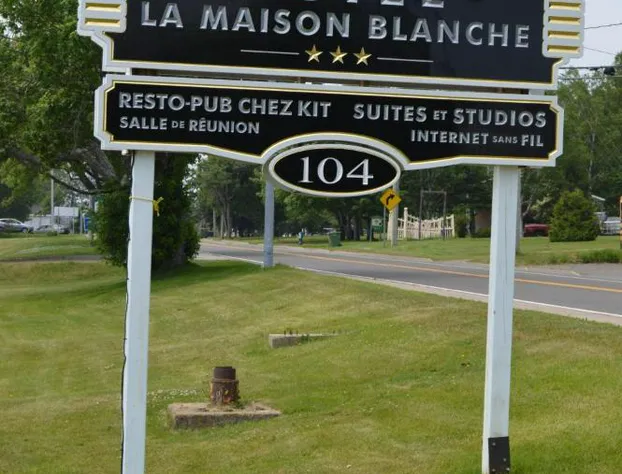 LA MAISON BLANCHE
RESTO-PUB CHEZ KIT SUITES ET STUDIOS
SALLE DE RÉUNION INTERNET SANS FIL
104